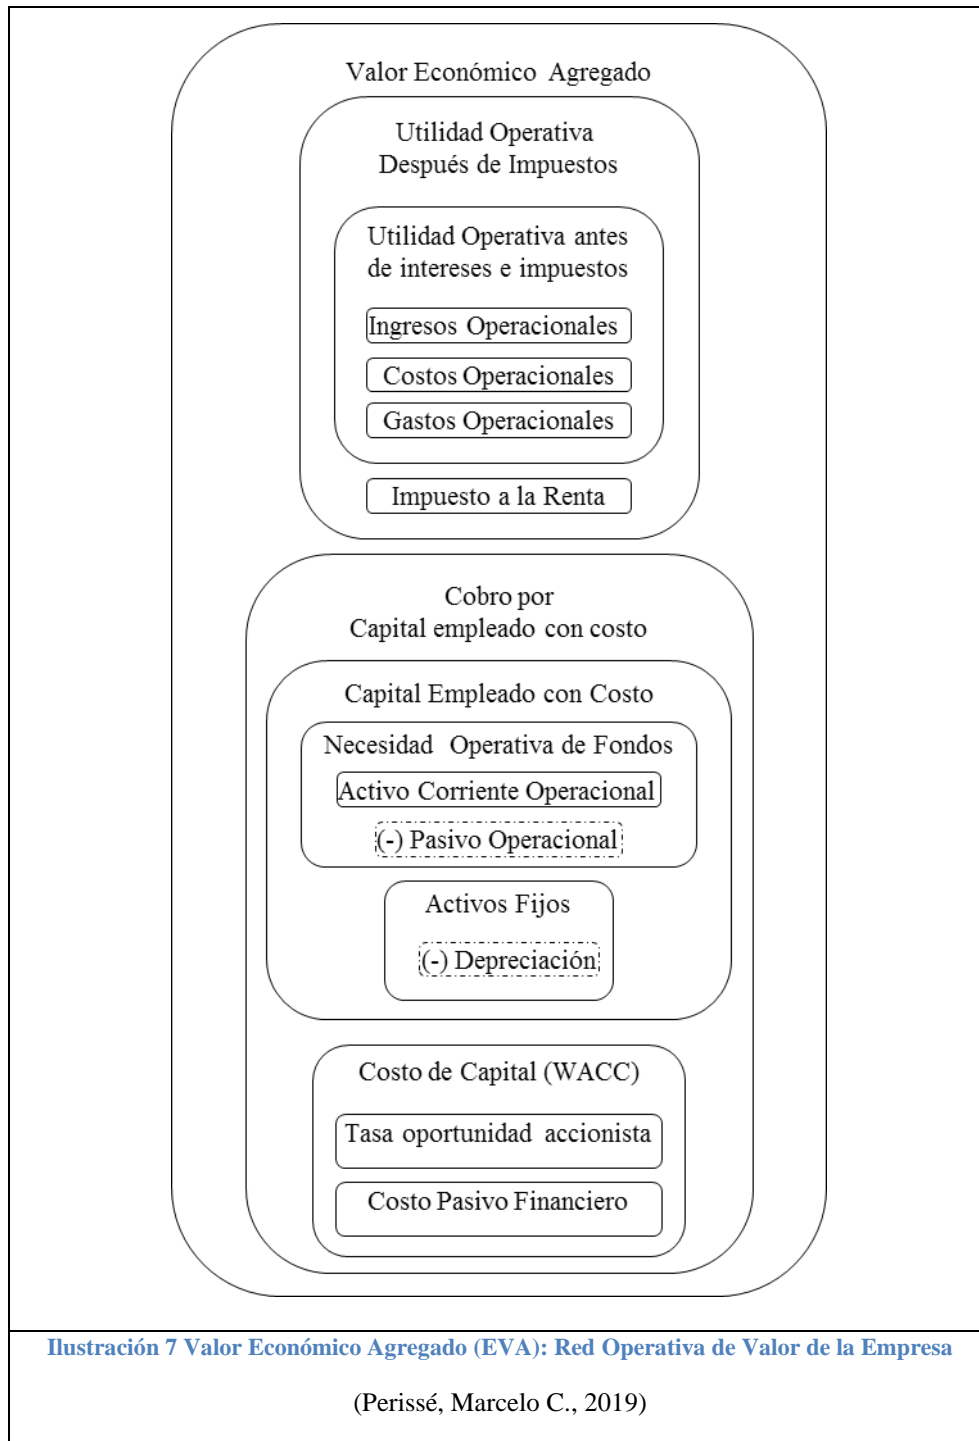 Valor Económico Agregado
Utilidad Operativa
Después de Impuestos
Utilidad Operativa antes
de intereses e impuestos
Ingresos Operacionales
Costos Operacionales
Gastos Operacionales
Impuesto a la Renta
Cobro por
Capital empleado con costo
Capital Empleado con Costo
Necesidad Operativa de Fondos
Activo Corriente Operacional
(-) Pasivo Operacional
Activos Fijos
(-) Depreciación
Costo de Capital (WACC)
Tasa oportunidad accionista
Costo Pasivo Financiero
Ilustración 7 Valor Económico Agregado (EVA): Red Operativa de Valor de la Empresa
(Perissé, Marcelo C., 2019)